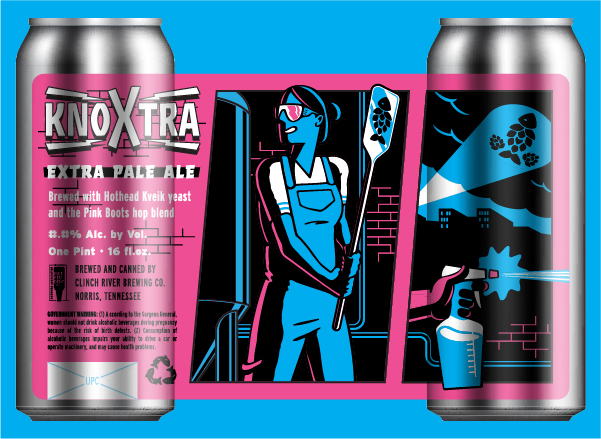 KNOXTRA
EXTRA PALE ALE
Brewed with Hothead Kveik yeast
and the Pink Boots hop blend
#.#% Alc. by Vol.
One Pint • 16 fl.oz.
BREWED AND CANNED BY
CLINCH RIVER BREWING CO.
NORRIS, TENNESSEE
GOVERNMENT WARNING: (1) According to the Surgeon General,
women should not drink alcoholic beverages during pregnancy
because of the risk of birth defects. (2) Consumption of
alcoholic beverages impairs your ability to drive a car or
operate machinery, and may cause health problems.
UPC